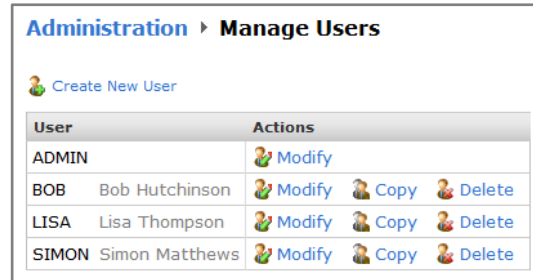 Administration ▸ Manage Users
Create New User
User Actions
ADMIN Modify
BOB Bob Hutchinson Modify Copy Delete
LISA Lisa Thompson Modify Copy Delete
SIMON Simon Matthews Modify Copy Delete